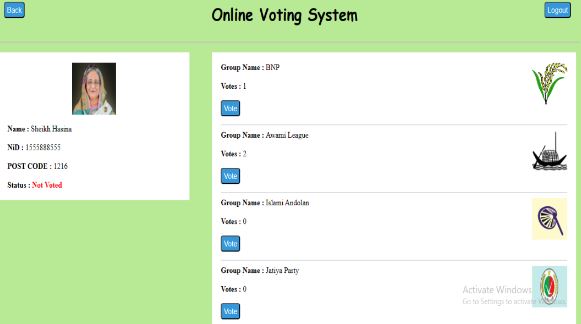 Back
Online Voting System
Logout
Name : Sheikh Hasina
NiD : 1555888555
POST CODE : 1216
Status : Not Voted
Group Name : BNP
Votes : 1
Vote
Group Name : Awami League
Votes : 2
Vote
Group Name : Islami Andolan
Votes : 0
Vote
Group Name : Jatiya Party
Votes : 0
Vote
Activate Windows
Go to Settings to activate Windows.